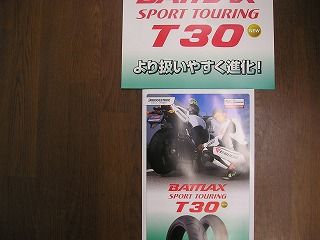 BATTLAX
SPORT TOURING
T30 NEW
より扱いやすく進化!
BRIDGESTONE
BATTLAX
SPORT TOURING
T30